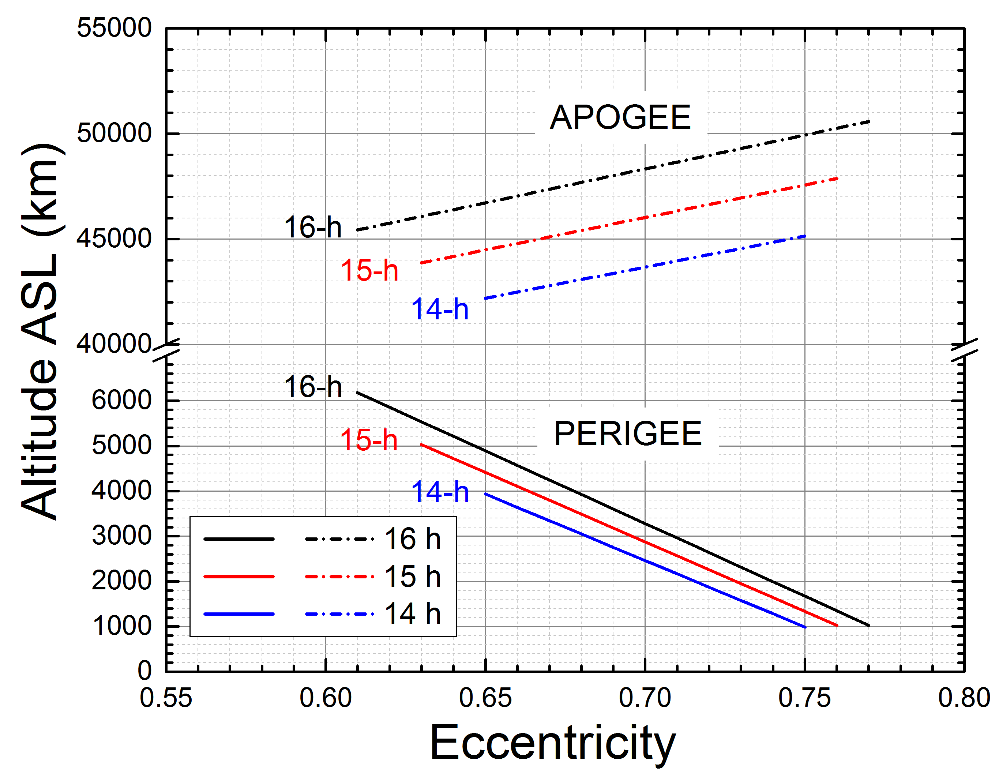 55000
50000
45000
40000
6000
5000
4000
3000
2000
1000
0
Altitude ASL (km)
APOGEE
16-h
15-h
14-h
16-h
15-h
14-h
PERIGEE
16 h
15 h
14 h
0.55 0.60 0.65 0.70 0.75 0.80
Eccentricity